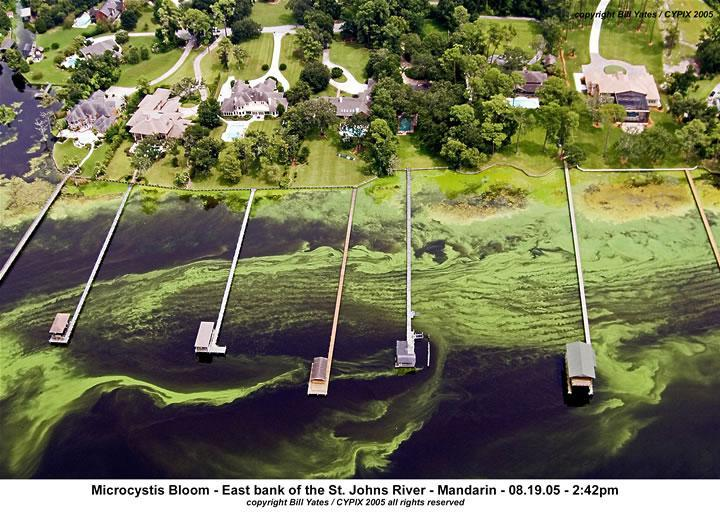 copyright Bill Yates / CYPIX 2005
Microcystis Bloom - East bank of the St. Johns River - Mandarin - 08.19.05 - 2:42pm
copyright Bill Yates / CYPIX 2005 all rights reserved